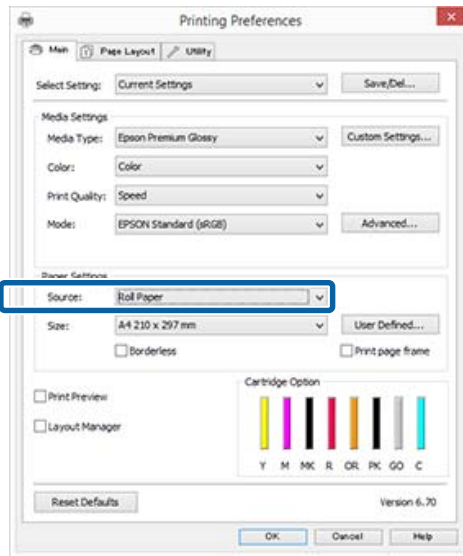 Printing Preferences
Main Page Layout Utility
Select Setting: Current Settings Save/Del...
Media Settings
Media Type: Epson Premium Glossy Custom Settings...
Color: Color
Print Quality: Speed
Mode: EPSON Standard (sRGB) Advanced...
Paper Settings
Source: Roll Paper
Size: A4 210 x 297 mm User Defined...
Borderless Print page frame
Cartridge Option
Print Preview
Layout Manager
Y M MK R OR PK GO C
Reset Defaults Version 6.70
OK Cancel Help